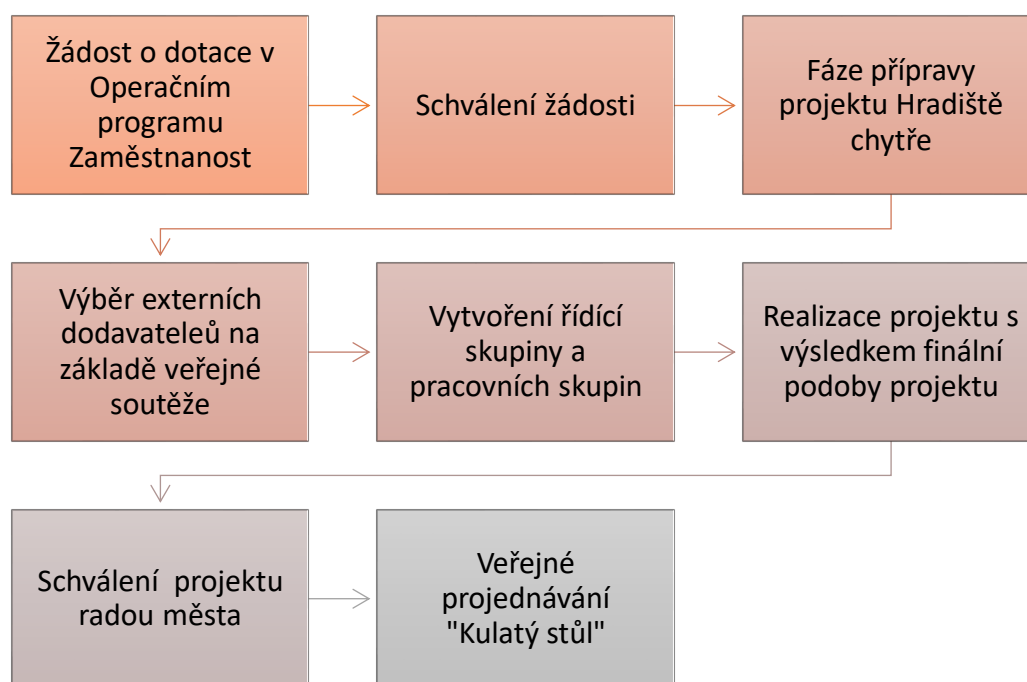 Žádost o dotace v
Operačním
programu
Zaměstnanost
Schválení žádosti
Fáze přípravy
projektu Hradiště
chytře
Výběr externích
dodavateleů na
základě veřejné
soutěže
Vytvoření řídící
skupiny a
pracovních skupin
Realizace projektu s
výsledkem finální
podoby projektu
Schválení  projektu
radou města
Veřejné
projednávání
"Kulatý stůl"